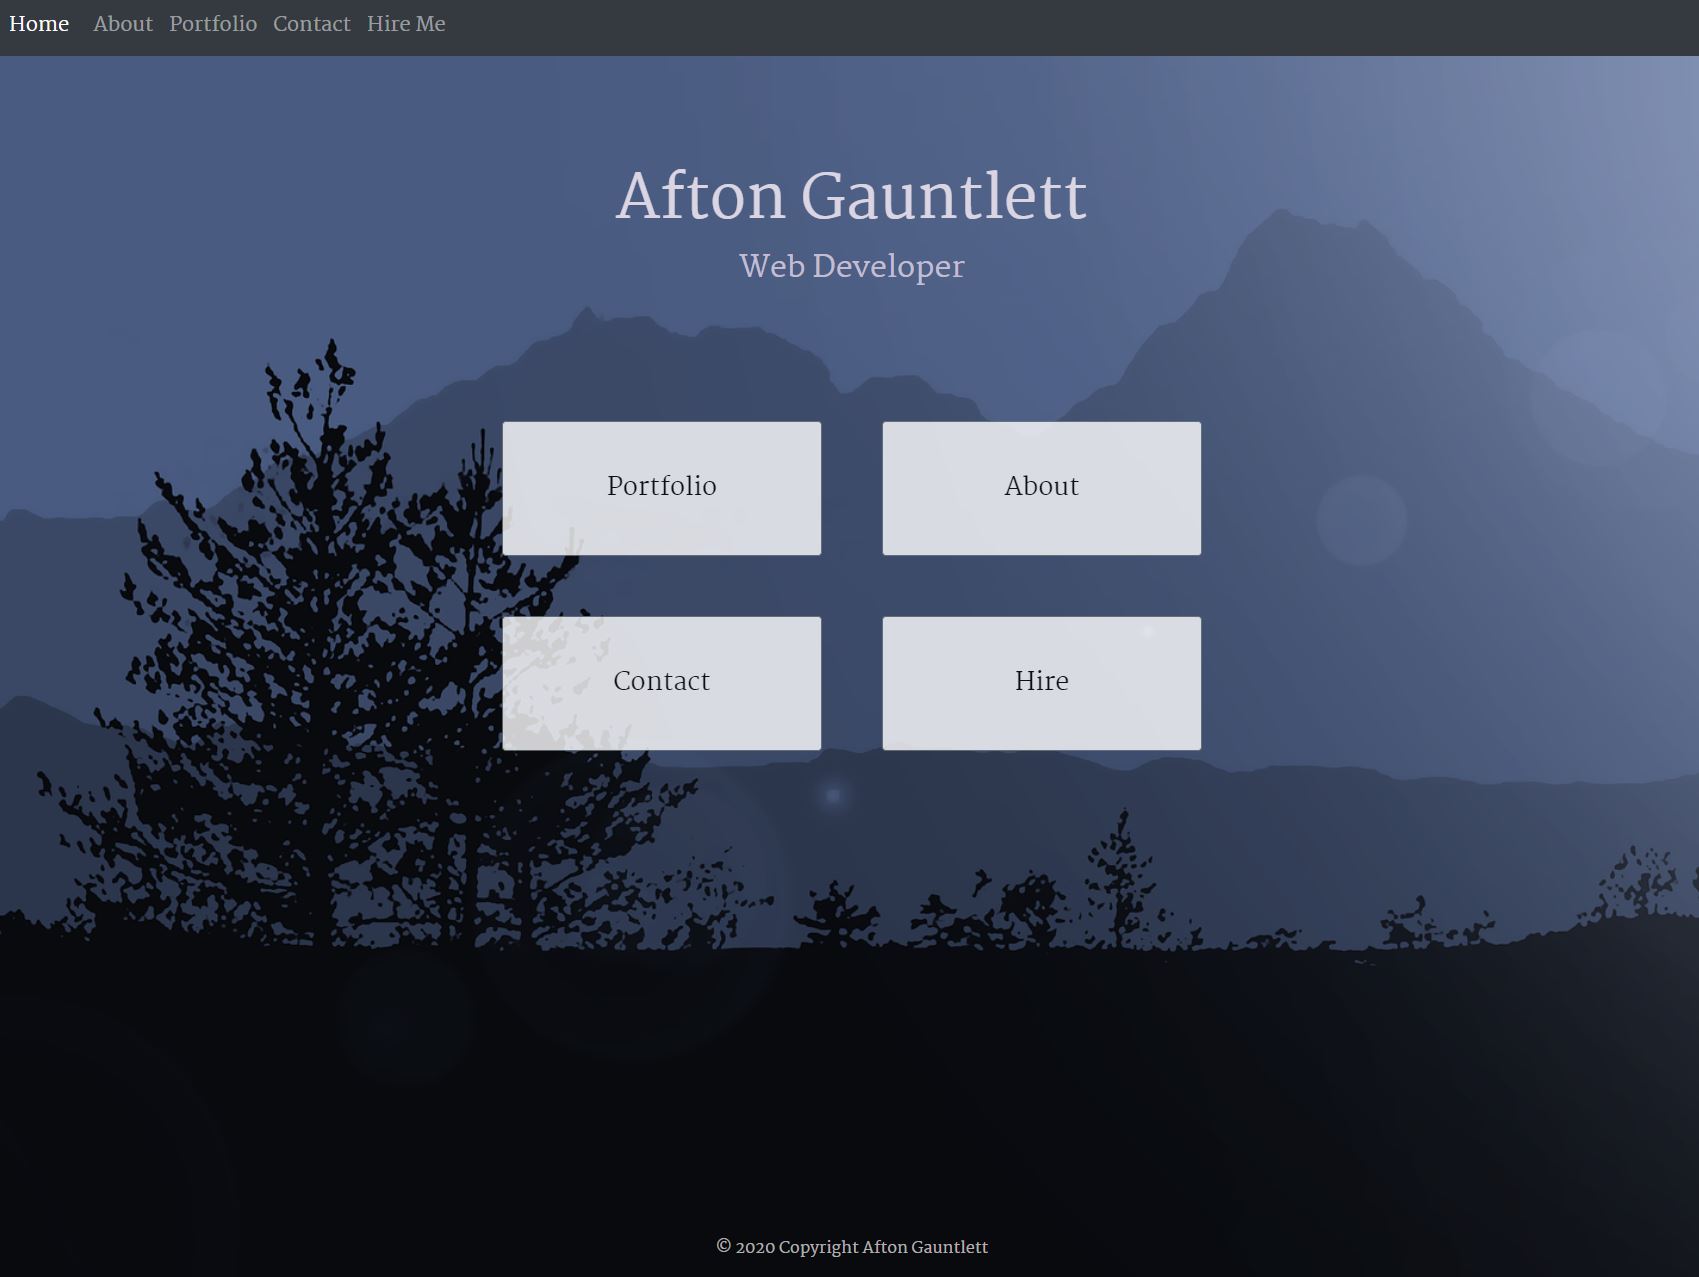 Home About Portfolio Contact Hire Me
Afton Gauntlett
Web Developer
Portfolio About
Contact Hire
© 2020 Copyright Afton Gauntlett